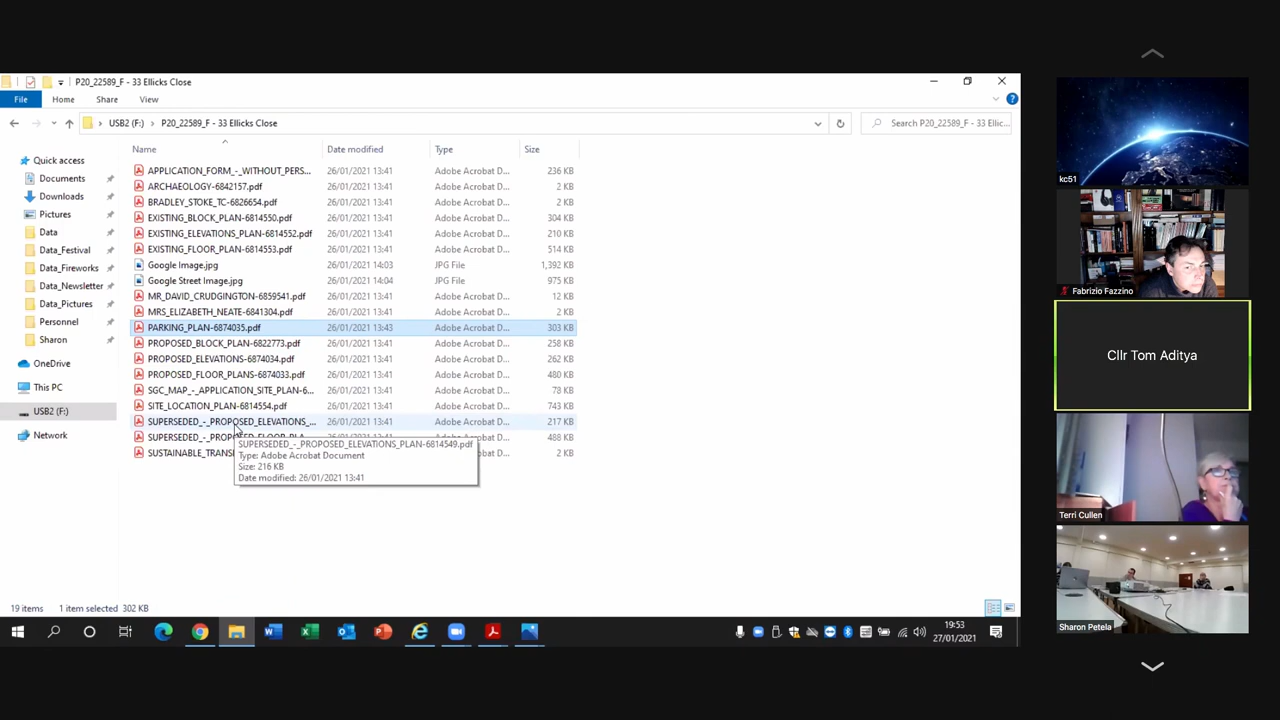 P20_22589_F - 33 Ellicks Close
File Home Share View
USB2 (F:) P20_22589_F - 33 Ellicks Close Search P20_22589_F - 33 Ellic...
Name Date modified Type Size
Quick access
Documents
Downloads
Pictures
Data
Data_Festival
Data_Fireworks
Data_Newsletter
Data_Pictures
Personnel
Sharon
OneDrive
This PC
USB2 (F:)
Network
APPLICATION_FORM_-_WITHOUT_PERS... 26/01/2021 13:41 Adobe Acrobat D... 236 KB
ARCHAEOLOGY-6842157.pdf 26/01/2021 13:41 Adobe Acrobat D... 2 KB
BRADLEY_STOKE_TC-6826654.pdf 26/01/2021 13:41 Adobe Acrobat D... 2 KB
EXISTING_BLOCK_PLAN-6814550.pdf 26/01/2021 13:41 Adobe Acrobat D... 304 KB
EXISTING_ELEVATIONS_PLAN-6814552.pdf 26/01/2021 13:41 Adobe Acrobat D... 210 KB
EXISTING_FLOOR_PLAN-6814553.pdf 26/01/2021 13:41 Adobe Acrobat D... 514 KB
Google Image.jpg 26/01/2021 14:03 JPG File 1,392 KB
Google Street Image.jpg 26/01/2021 14:04 JPG File 975 KB
MR_DAVID_CRUDGINGTON-6859541.pdf 26/01/2021 13:41 Adobe Acrobat D... 12 KB
MRS_ELIZABETH_NEATE-6841304.pdf 26/01/2021 13:41 Adobe Acrobat D... 2 KB
PARKING_PLAN-6874035.pdf 26/01/2021 13:43 Adobe Acrobat D... 303 KB
PROPOSED_BLOCK_PLAN-6822773.pdf 26/01/2021 13:41 Adobe Acrobat D... 258 KB
PROPOSED_ELEVATIONS-6874034.pdf 26/01/2021 13:41 Adobe Acrobat D... 262 KB
PROPOSED_FLOOR_PLANS-6874033.pdf 26/01/2021 13:41 Adobe Acrobat D... 480 KB
SGC_MAP_-_APPLICATION_SITE_PLAN-6... 26/01/2021 13:41 Adobe Acrobat D... 78 KB
SITE_LOCATION_PLAN-6814554.pdf 26/01/2021 13:41 Adobe Acrobat D... 743 KB
SUPERSEDED_-_PROPOSED_ELEVATIONS_... 26/01/2021 13:41 Adobe Acrobat D... 217 KB
SUPERSEDED_-_PROPOSED_FLOOR_PLA... 26/01/2021 13:41 Adobe Acrobat D... 488 KB
SUSTAINABLE_TRANS 2 KB
SUPERSEDED_-_PROPOSED_ELEVATIONS_PLAN-6814549.pdf
Type: Adobe Acrobat Document
Size: 216 KB
Date modified: 26/01/2021 13:41
19 items 1 item selected 302 KB
19:53
27/01/2021
kc51
Fabrizio Fazzino
Cllr Tom Aditya
Terri Cullen
Sharon Petela